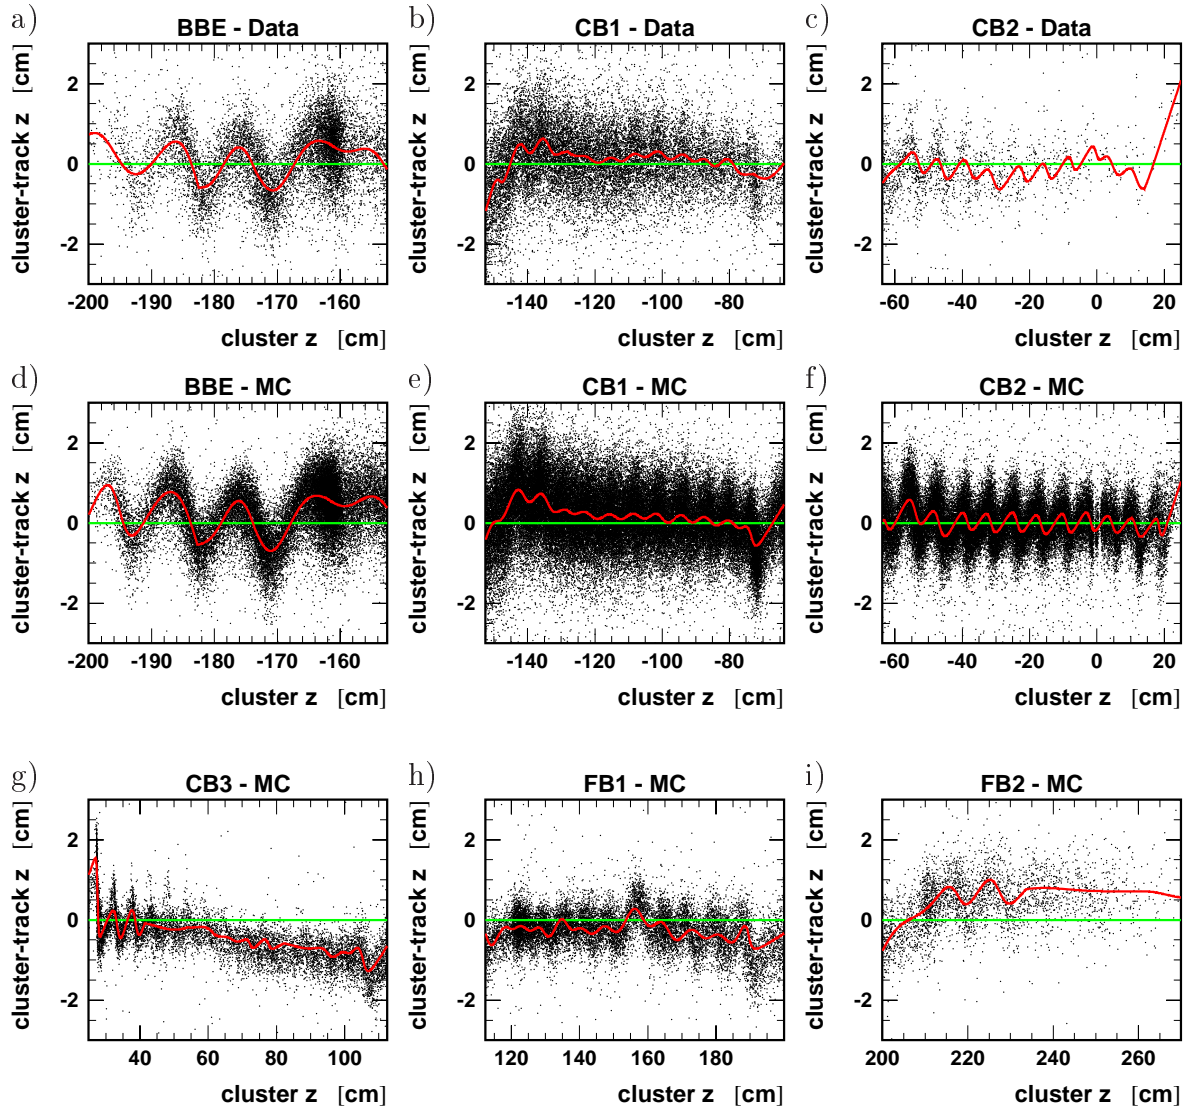 a) BBE - Data
cluster-track z [cm]
2
0
-2
-200 -190 -180 -170 -160
cluster z [cm]
b) CB1 - Data
cluster-track z [cm]
2
0
-2
-140 -120 -100 -80
cluster z [cm]
c) CB2 - Data
cluster-track z [cm]
2
0
-2
-60 -40 -20 0 20
cluster z [cm]
d) BBE - MC
cluster-track z [cm]
2
0
-2
-200 -190 -180 -170 -160
cluster z [cm]
e) CB1 - MC
cluster-track z [cm]
2
0
-2
-140 -120 -100 -80
cluster z [cm]
f) CB2 - MC
cluster-track z [cm]
2
0
-2
-60 -40 -20 0 20
cluster z [cm]
g) CB3 - MC
cluster-track z [cm]
2
0
-2
40 60 80 100
cluster z [cm]
h) FB1 - MC
cluster-track z [cm]
2
0
-2
120 140 160 180
cluster z [cm]
i) FB2 - MC
cluster-track z [cm]
2
0
-2
200 220 240 260
cluster z [cm]